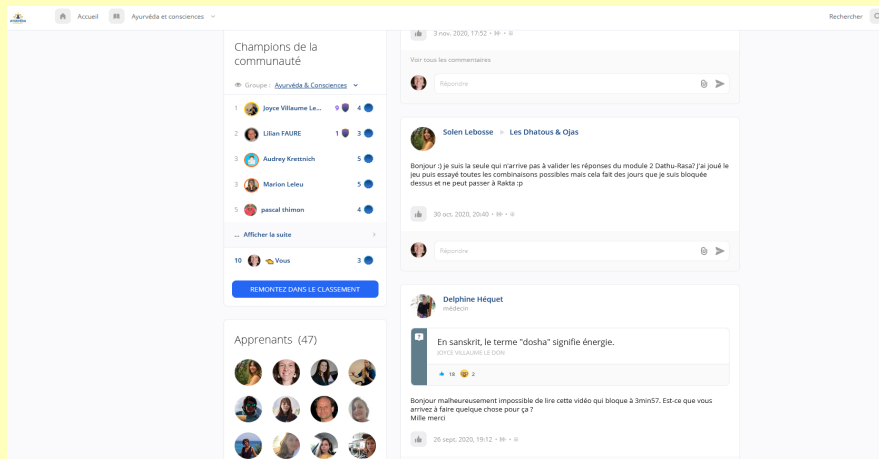 Accueil
Ayurvéda et consciences
Rechercher
Champions de la
communauté
Groupe : Ayurvéda & Consciences
1 Joyce Villaume Le... 9 4
2 Lilian FAURE 1 3
3 Audrey Krettnich 5
3 Marion Leleu 5
5 pascal thimon 4
... Afficher la suite
10 Vous 3
REMONTEZ DANS LE CLASSEMENT
Apprenants (47)
3 nov. 2020, 17:52
Voir tous les commentaires
Répondre
Solen Lebosse
Les Dhatous & Ojas
Bonjour :) je suis la seule qui n'arrive pas à valider les réponses du module 2 Dathu-Rasa? J'ai joué le
jeu puis essayé toutes les combinaisons possibles mais cela fait des jours que je suis bloquée
dessus et ne peut passer à Rakta :p
30 oct. 2020, 20:40
Répondre
Delphine Héquet
médecin
En sanskrit, le terme "dosha" signifie énergie.
JOYCE VILLAUME LE DON
18 2
Bonjour malheureusement impossible de lire cette vidéo qui bloque à 3min57. Est-ce que vous
arrivez à faire quelque chose pour ça ?
Mille merci
26 sept. 2020, 19:12